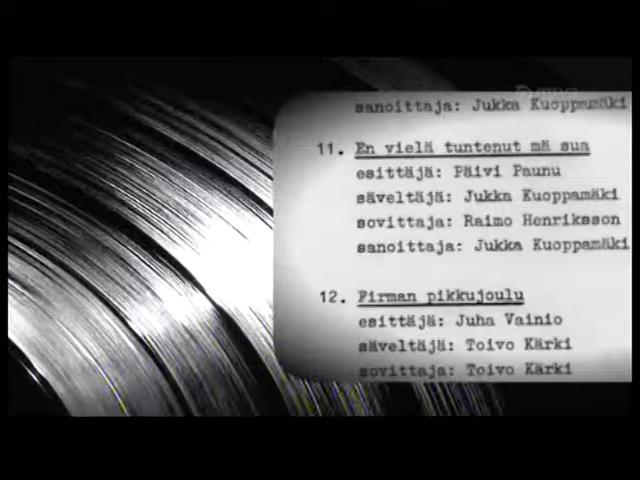 sanoittaja: Jukka Kuoppamäki
11. En vielä tuntenut mä sua
esittäjä: Päivi Paunu
säveltäjä: Jukka Kuoppamäki
sovittaja: Raimo Henriksson
sanoittaja: Jukka Kuoppamäki
12. Firman pikkujoulu
esittäjä: Juha Vainio
säveltäjä: Toivo Kärki
sovittaja: Toivo Kärki